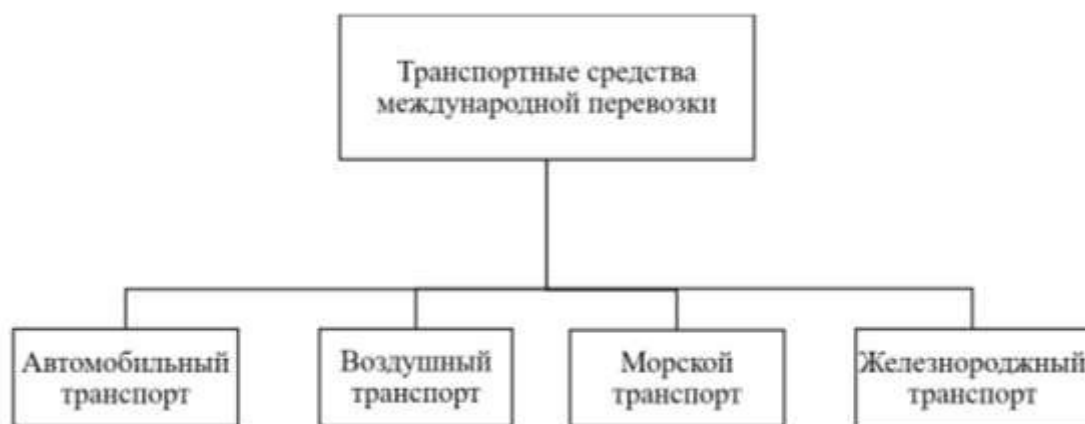 Транспортные средства
международной перевозки
Автомобильный
транспорт
Воздушный
транспорт
Морской
транспорт
Железнороджный
транспорт